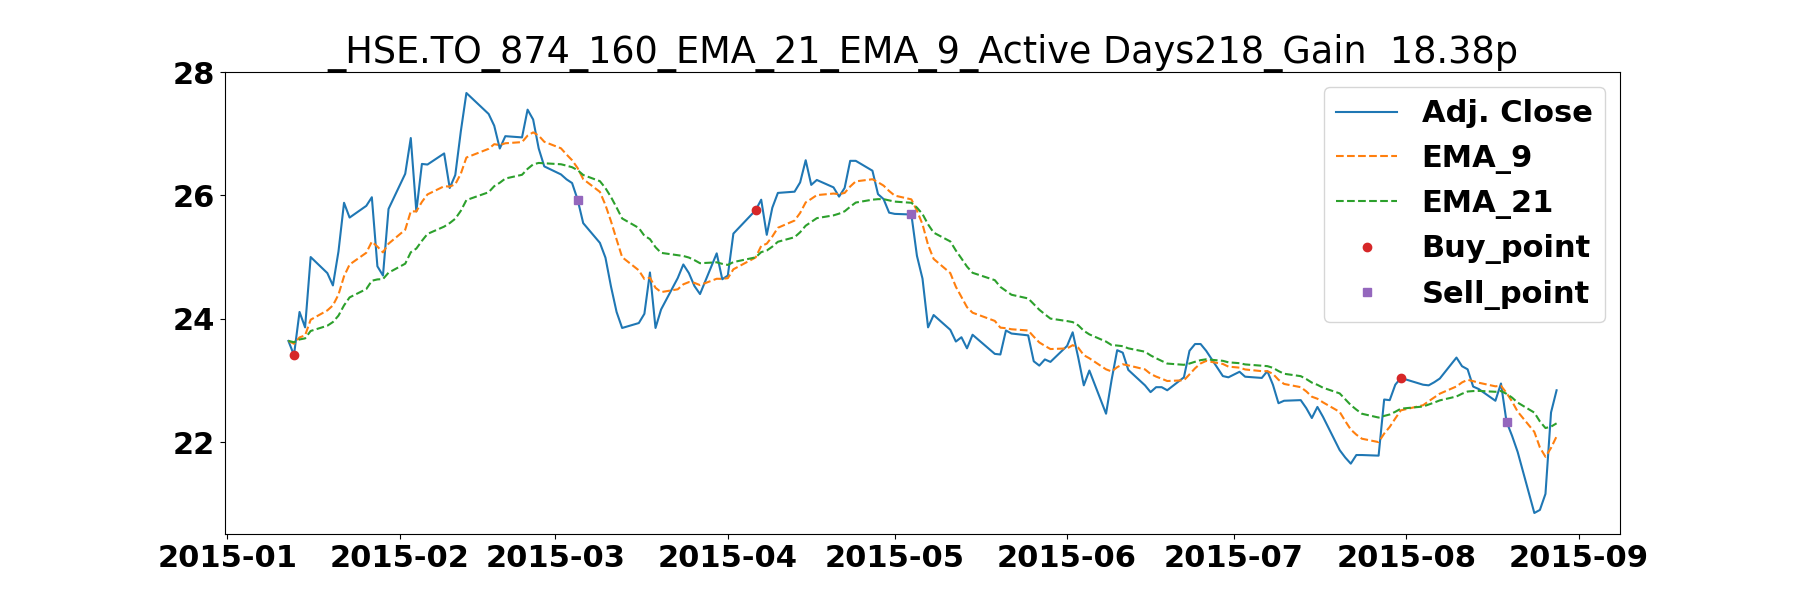 _HSE.TO_874_160_EMA_21_EMA_9_Active Days218_Gain  18.38p
28
26
24
22
2015-01 2015-02 2015-03 2015-04 2015-05 2015-06 2015-07 2015-08 2015-09
Adj. Close
EMA_9
EMA_21
Buy_point
Sell_point